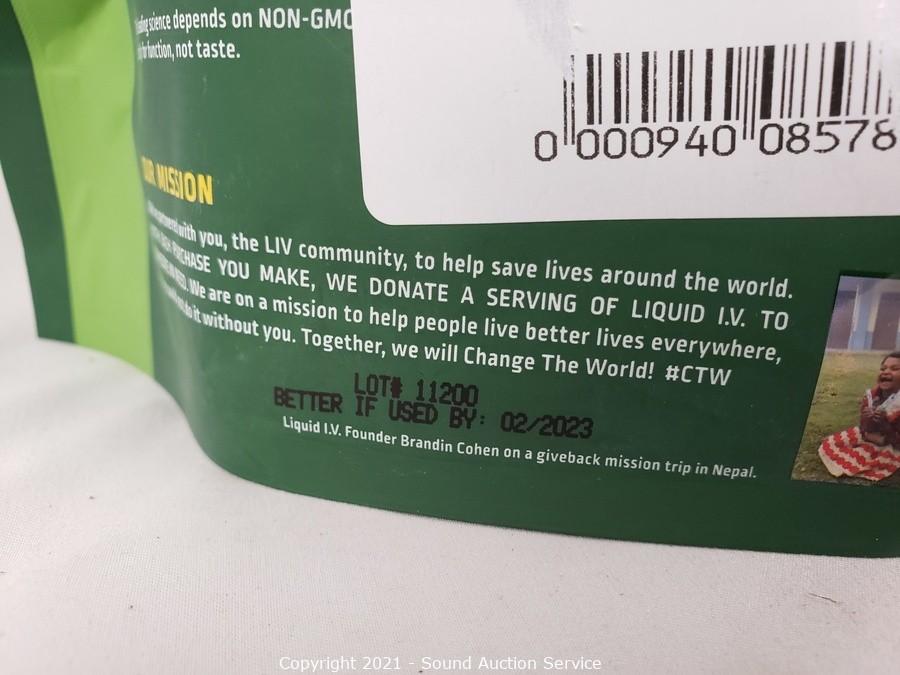 science depends on NON-GMO
for function, not taste.
0 000940 08578
OUR MISSION
with you, the LIV community, to help save lives around the world.
PURCHASE YOU MAKE, WE DONATE A SERVING OF LIQUID I.V. TO
We are on a mission to help people live better lives everywhere,
do it without you. Together, we will Change The World! #CTW
LOT# 11200
BETTER IF USED BY: 02/2023
Liquid I.V. Founder Brandin Cohen on a giveback mission trip in Nepal.
Copyright 2021 - Sound Auction Service